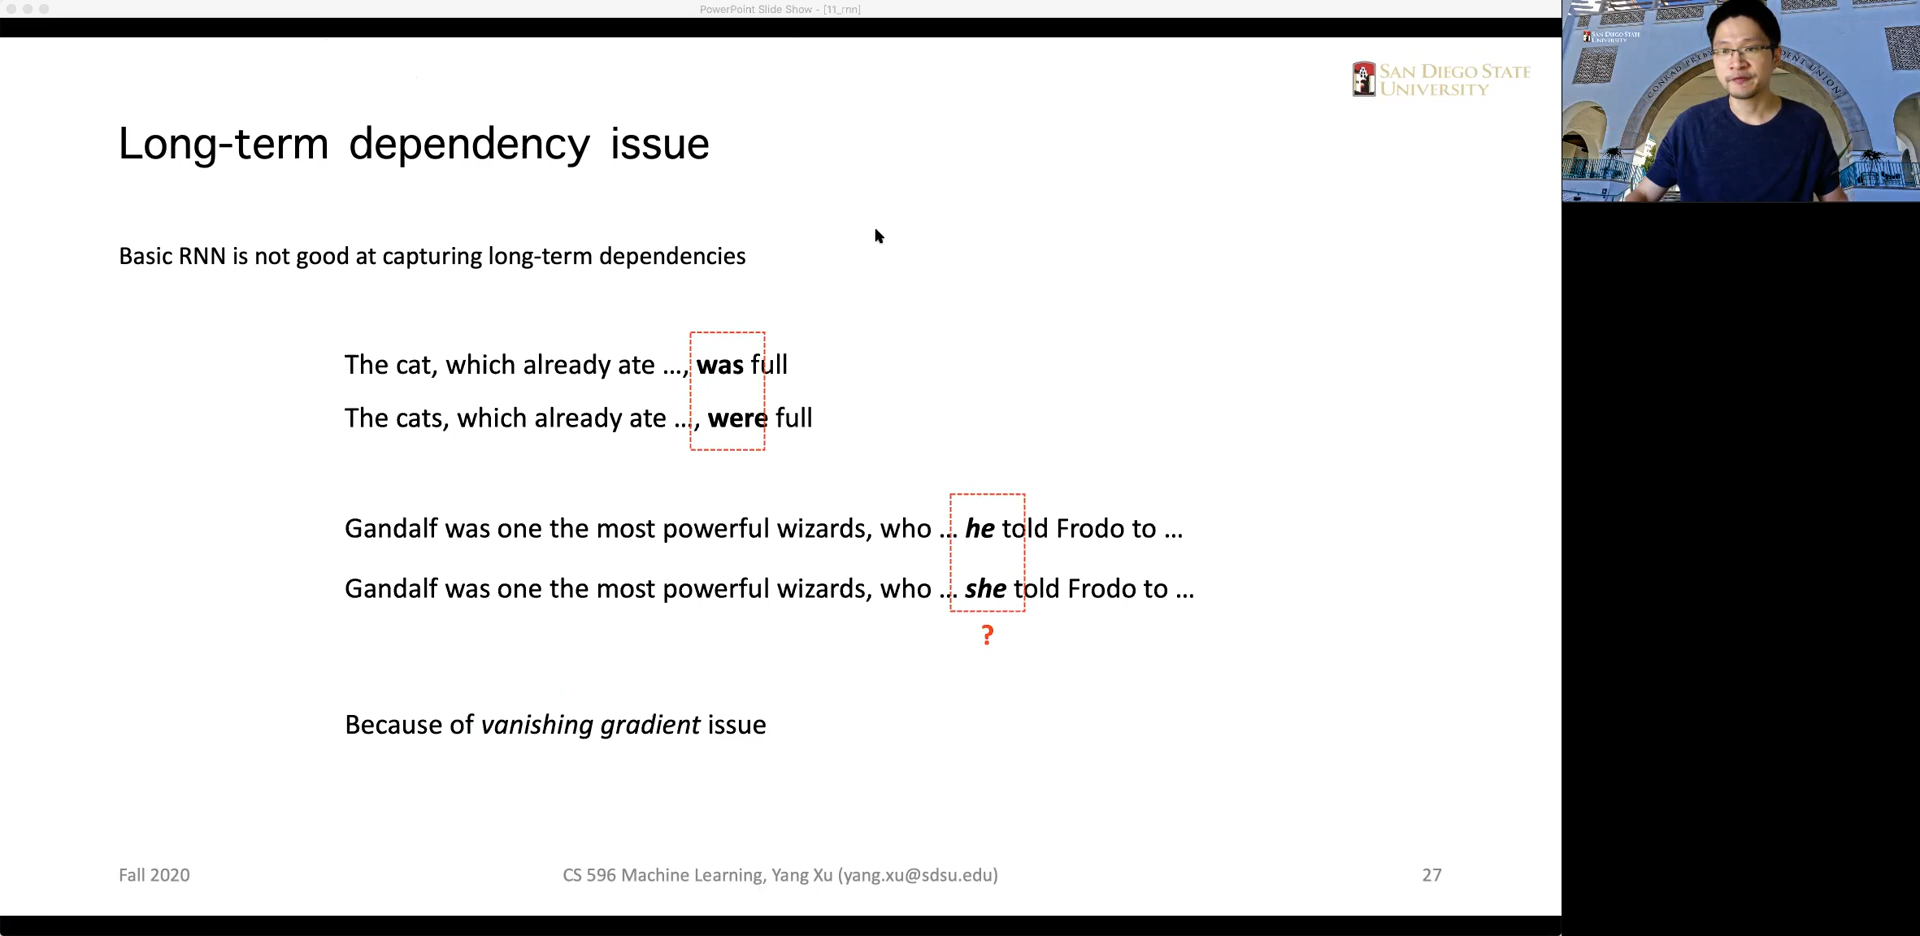 PowerPoint Slide Show - [11_rnn]
SAN DIEGO STATE
UNIVERSITY
Long-term dependency issue
Basic RNN is not good at capturing long-term dependencies
The cat, which already ate ..., was full
The cats, which already ate ..., were full
Gandalf was one the most powerful wizards, who ... he told Frodo to ...
Gandalf was one the most powerful wizards, who ... she told Frodo to ...
?
Because of vanishing gradient issue
Fall 2020
CS 596 Machine Learning, Yang Xu (yang.xu@sdsu.edu)
27
SAN DIEGO STATE
UNIVERSITY